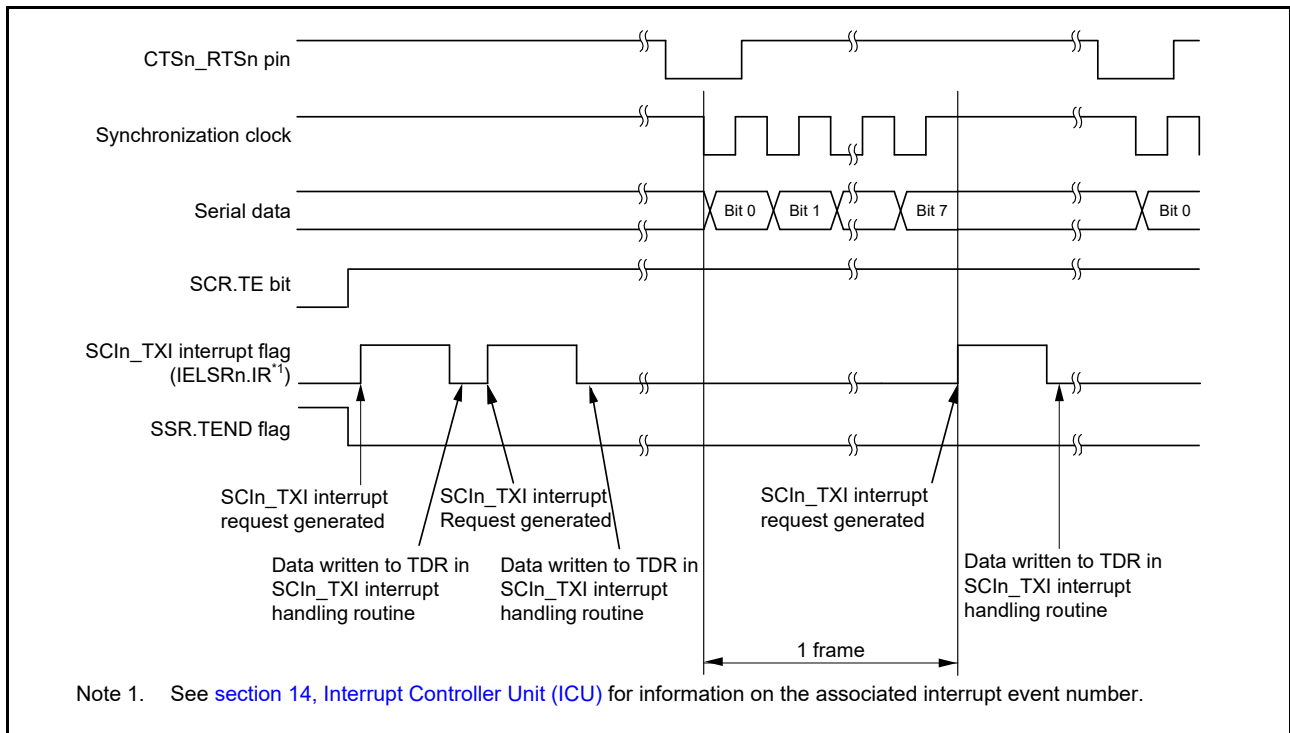 CTSn_RTSn pin
Synchronization clock
Serial data
Bit 0
Bit 1
Bit 7
Bit 0
SCR.TE bit
SCIn_TXI interrupt flag
(IELSRn.IR*1)
SSR.TEND flag
SCIn_TXI interrupt
request generated
SCIn_TXI interrupt
Request generated
SCIn_TXI interrupt
request generated
Data written to TDR in
SCIn_TXI interrupt
handling routine
Data written to TDR in
SCIn_TXI interrupt
handling routine
Data written to TDR in
SCIn_TXI interrupt
handling routine
1 frame
Note 1. See section 14, Interrupt Controller Unit (ICU) for information on the associated interrupt event number.